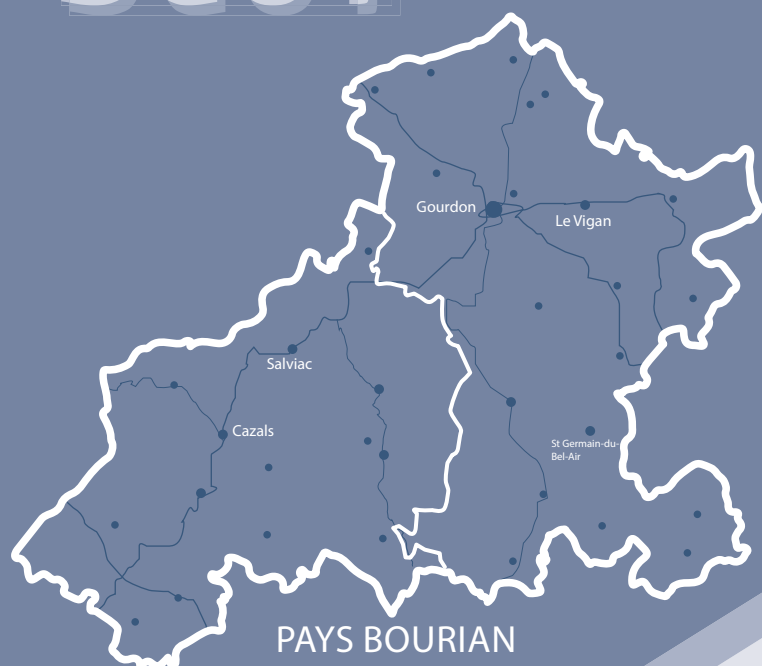 Gourdon
Le Vigan
Salviac
Cazals
St Germain-du-
Bel-Air
PAYS BOURIAN